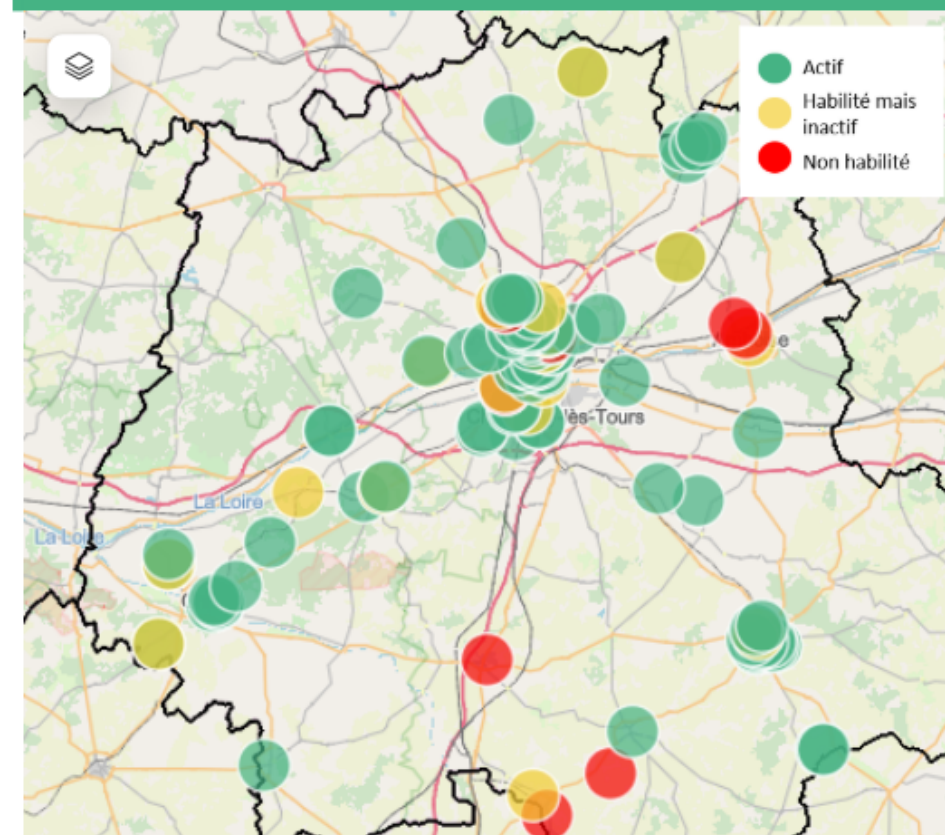 Actif
Habilité mais
inactif
Non habilité
lès-Tours
La Loire
La Loire